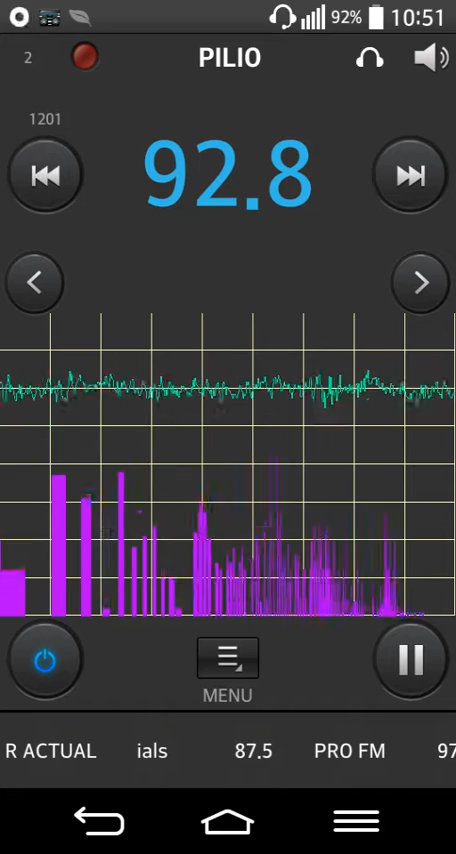 92% 10:51
2 PILIO
1201
92.8
MENU
R ACTUAL ials 87.5 PRO FM 97